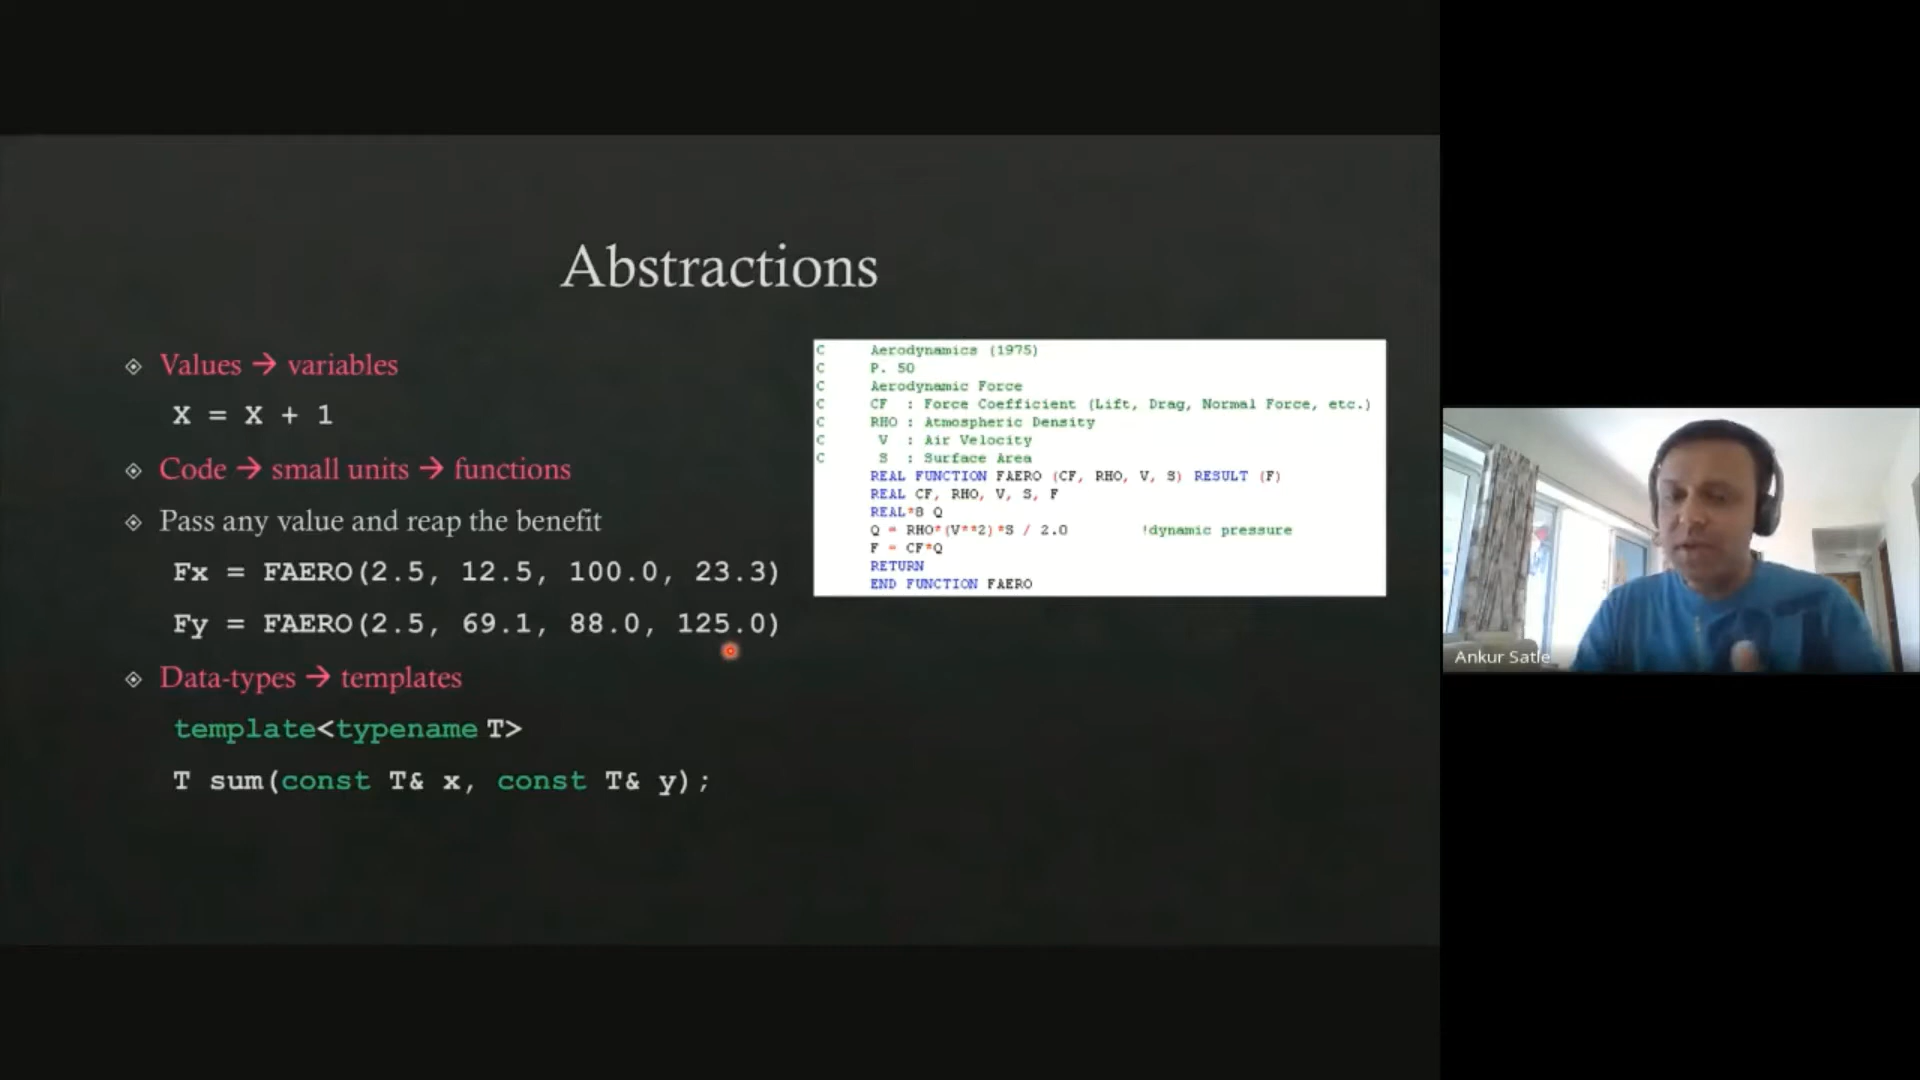 Abstractions
Values → variables
X = X + 1
Code → small units → functions
Pass any value and reap the benefit
Fx = FAERO(2.5, 12.5, 100.0, 23.3)
Fy = FAERO(2.5, 69.1, 88.0, 125.0)
Data-types → templates
template<typename T>
T sum(const T& x, const T& y);
C Aerodynamics (1975)
C P. 50
C Aerodynamic Force
C CF : Force Coefficient (Lift, Drag, Normal Force, etc.)
C RHO : Atmospheric Density
C V : Air Velocity
C S : Surface Area
REAL FUNCTION FAERO (CF, RHO, V, S) RESULT (F)
REAL CF, RHO, V, S, F
REAL*8 Q
Q = RHO*(V**2)*S / 2.0 !dynamic pressure
F = CF*Q
RETURN
END FUNCTION FAERO
Ankur Satle